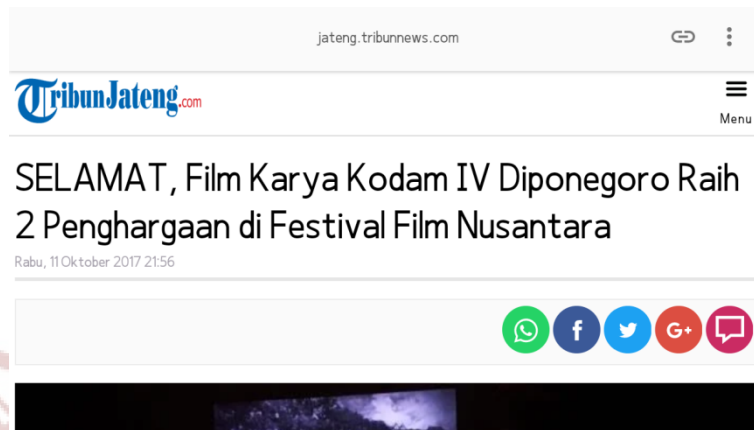 jateng.tribunnews.com
TribunJateng.com
Menu
SELAMAT, Film Karya Kodam IV Diponegoro Raih
2 Penghargaan di Festival Film Nusantara
Rabu, 11 Oktober 2017 21:56
f
G+